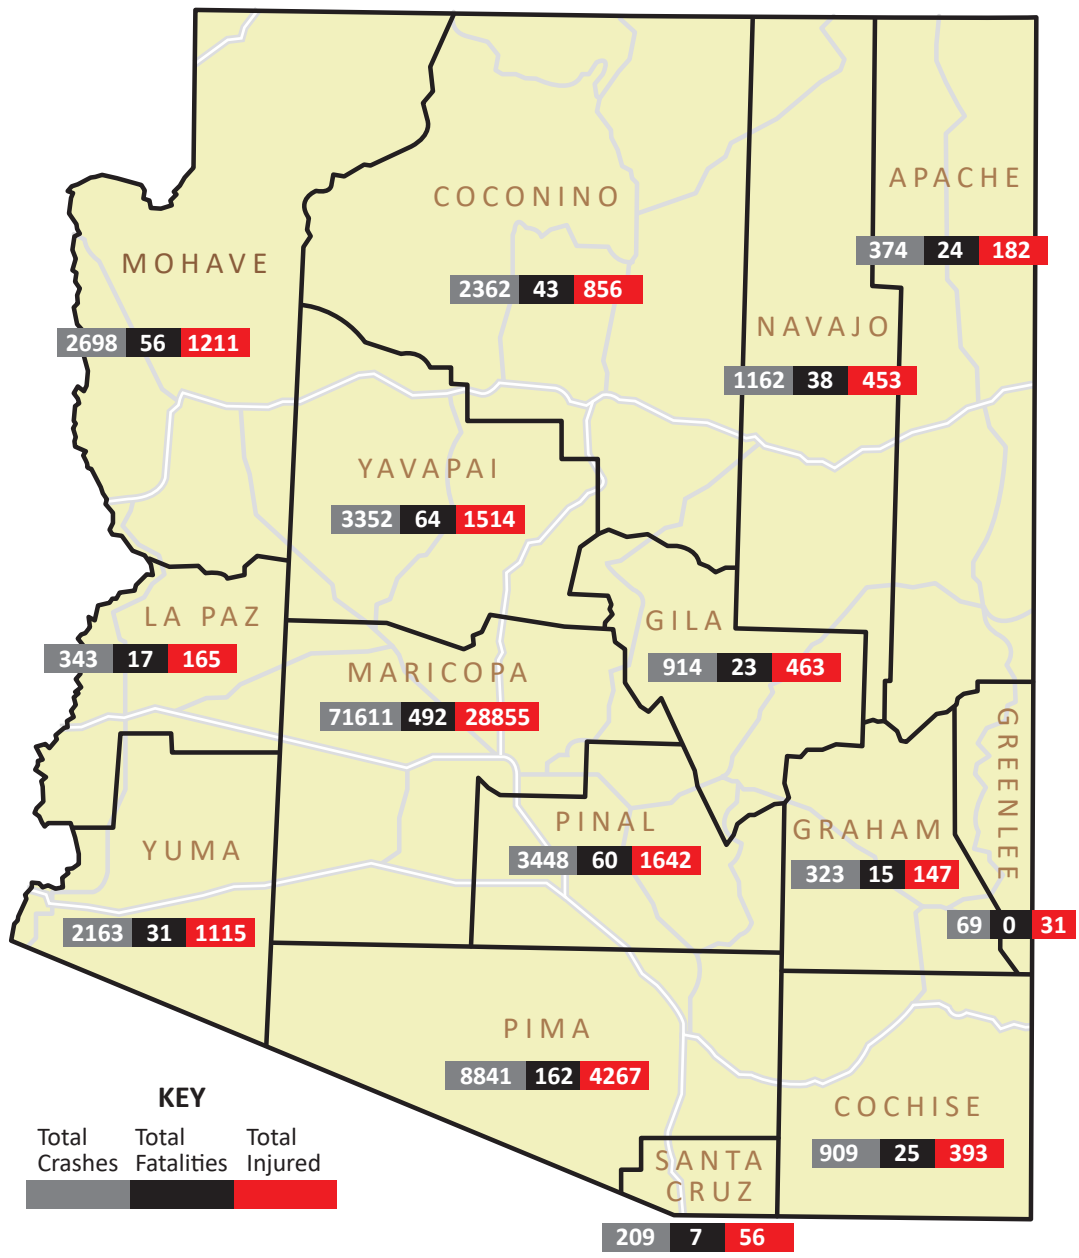 COCONINO
2362 43 856
APACHE
374 24 182
MOHAVE
2698 56 1211
NAVAJO
1162 38 453
YAVAPAI
3352 64 1514
LA PAZ
343 17 165
GILA
914 23 463
MARICOPA
71611 492 28855
GREENLEE
69 0 31
PINAL
3448 60 1642
GRAHAM
323 15 147
YUMA
2163 31 1115
PIMA
8841 162 4267
COCHISE
909 25 393
SANTA
CRUZ
209 7 56
KEY
Total Total Total
Crashes Fatalities Injured